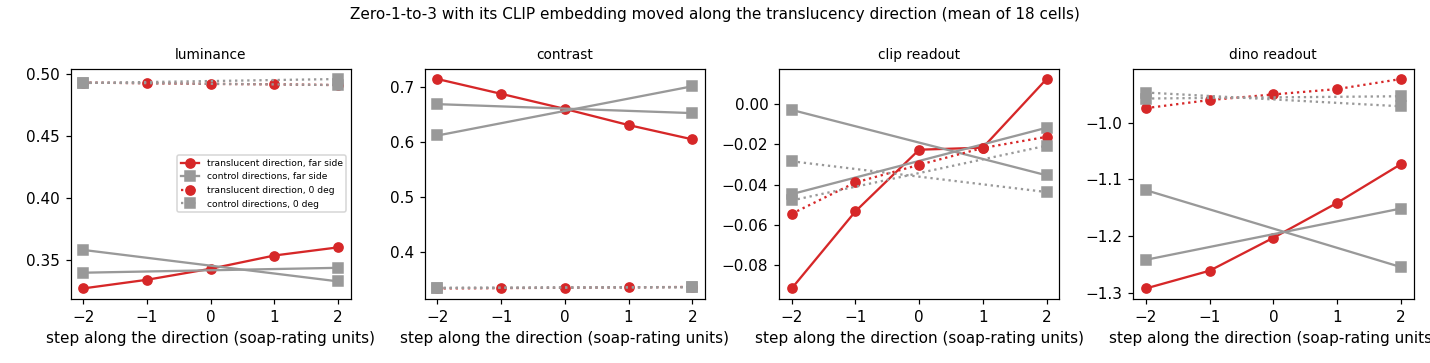 Zero-1-to-3 with its CLIP embedding moved along the translucency direction (mean of 18 cells)
luminance
0.50
0.45
0.40
0.35
translucent direction, far side
control directions, far side
translucent direction, 0 deg
control directions, 0 deg
−2 −1 0 1 2
step along the direction (soap-rating units)
contrast
0.7
0.6
0.5
0.4
−2 −1 0 1 2
step along the direction (soap-rating units)
clip readout
0.00
−0.02
−0.04
−0.06
−0.08
−2 −1 0 1 2
step along the direction (soap-rating units)
dino readout
−1.0
−1.1
−1.2
−1.3
−2 −1 0 1 2
step along the direction (soap-rating units